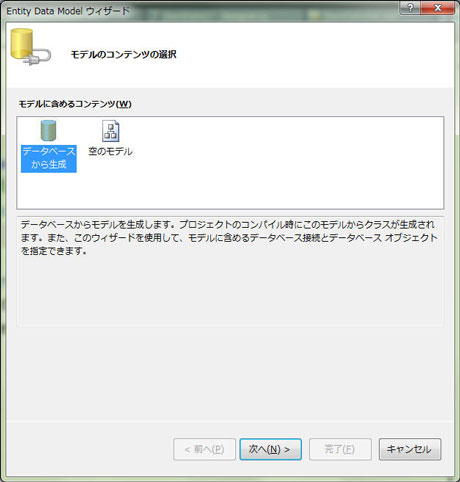 Entity Data Model ウィザード
モデルのコンテンツの選択
モデルに含めるコンテンツ(W)
データベース
から生成
空のモデル
データベースからモデルを生成します。プロジェクトのコンパイル時にこのモデルからクラスが生成されま
す。また、このウィザードを使用して、モデルに含めるデータベース接続とデータベース オブジェクト
を指定できます。
< 前へ(P)
次へ(N) >
完了(F)
キャンセル